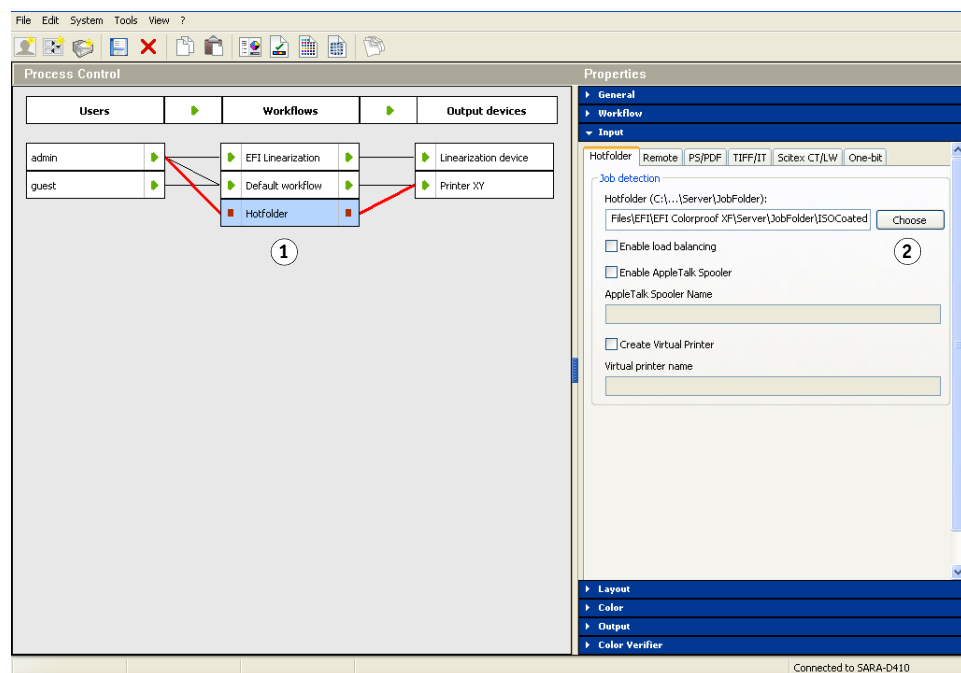 File Edit System Tools View ?
Process Control
Users
Workflows
Output devices
admin
EFI Linearization
Linearization device
guest
Default workflow
Printer XY
Hotfolder
1
Properties
General
Workflow
Input
Hotfolder Remote PS/PDF TIFF/IT Scitex CT/LW One-bit
Job detection
Hotfolder (C:\...\Server\JobFolder):
Files\EFI\EFI Colorproof XF\Server\JobFolder\ISOCoated Choose
2
Enable load balancing
Enable AppleTalk Spooler
AppleTalk Spooler Name
Create Virtual Printer
Virtual printer name
Layout
Color
Output
Color Verifier
Connected to SARA-D410